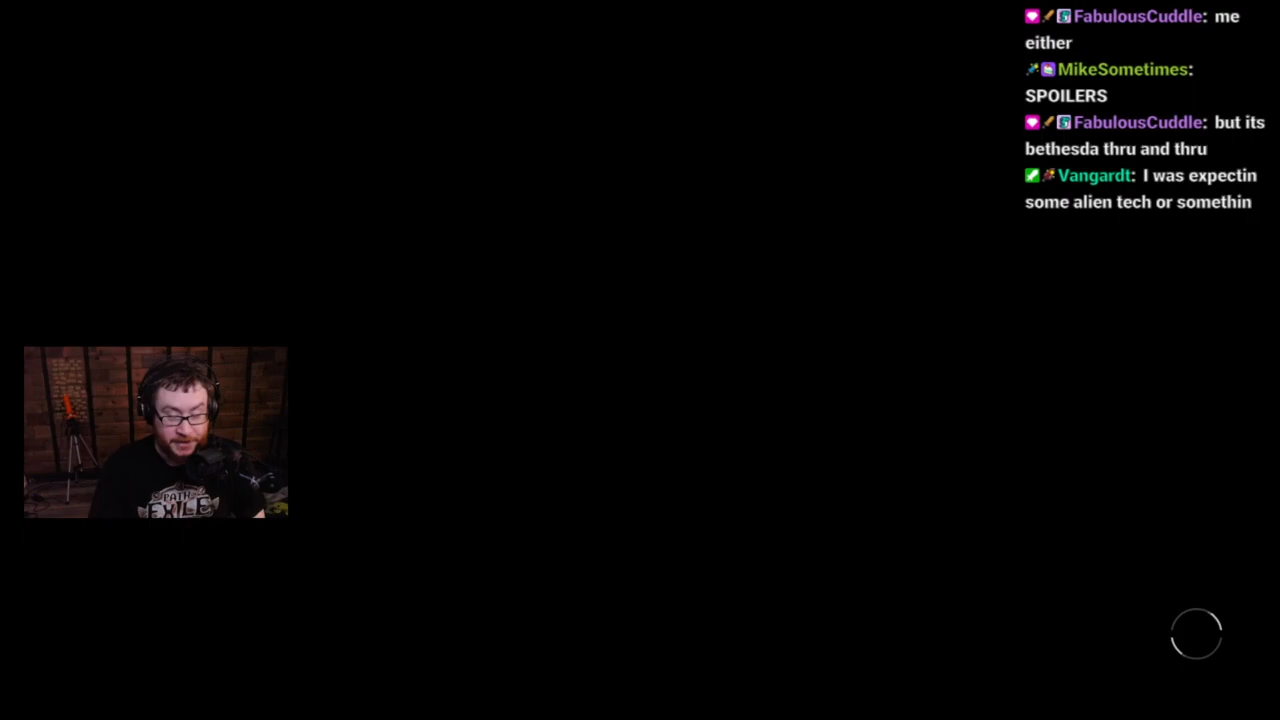 FabulousCuddle: me
either
MikeSometimes:
SPOILERS
FabulousCuddle: but its
bethesda thru and thru
Vangardt: I was expectin
some alien tech or somethin
PATH
EXILE